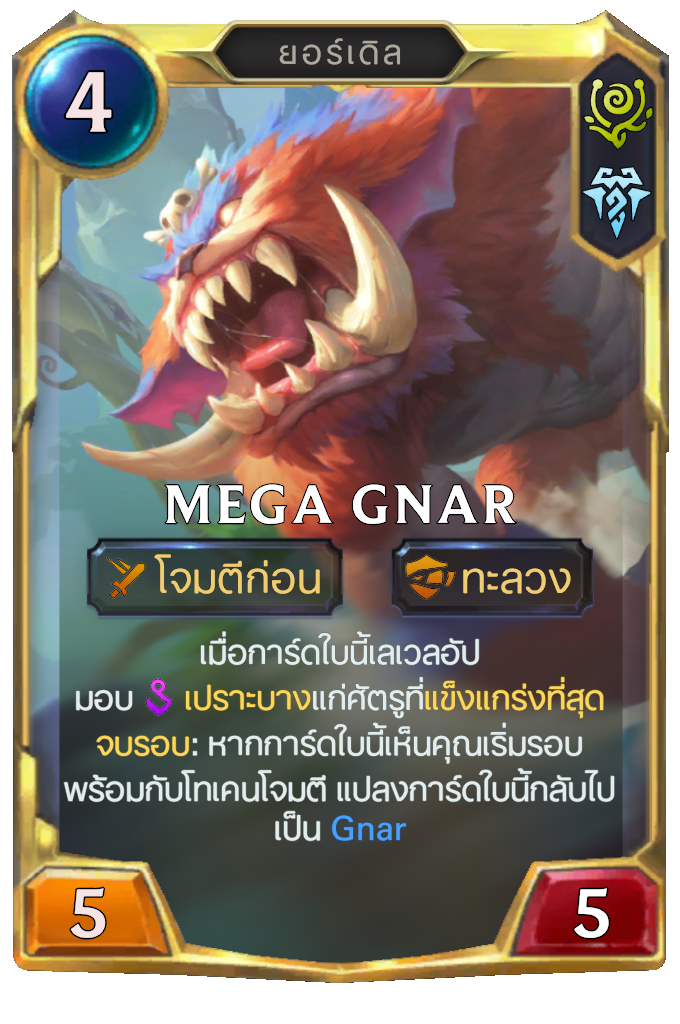 ยอร์เดิล
4
MEGA GNAR
โจมตีก่อน
ทะลวง
เมื่อการ์ดใบนี้เลเวลอัป
มอบ เปราะบางแก่ศัตรูที่แข็งแกร่งที่สุด
จบรอบ: หากการ์ดใบนี้เห็นคุณเริ่มรอบ
พร้อมกับโทเคนโจมตี แปลงการ์ดใบนี้กลับไป
เป็น Gnar
5
5